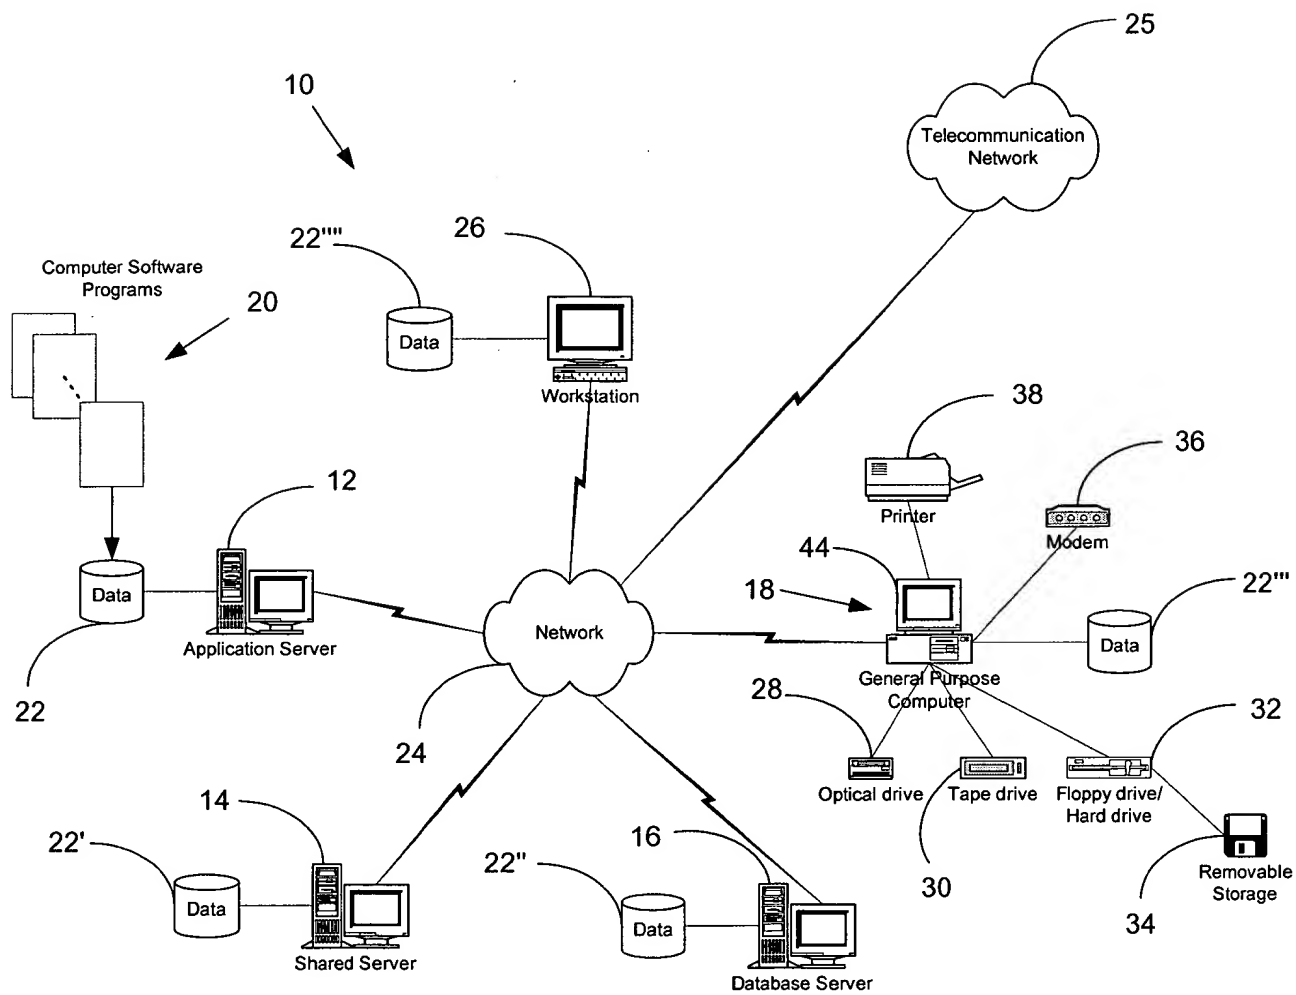 25
10
Telecommunication
Network
22""
26
Computer Software
Programs
20
Data
Workstation
38
36
12
Printer
Modem
44
18
22'"
Data
Application Server
Network
Data
General Purpose
Computer
22
24
28
32
Optical drive
Tape drive
Floppy drive/
Hard drive
14
22'
16
22"
30
Removable
Storage
34
Data
Shared Server
Data
Database Server